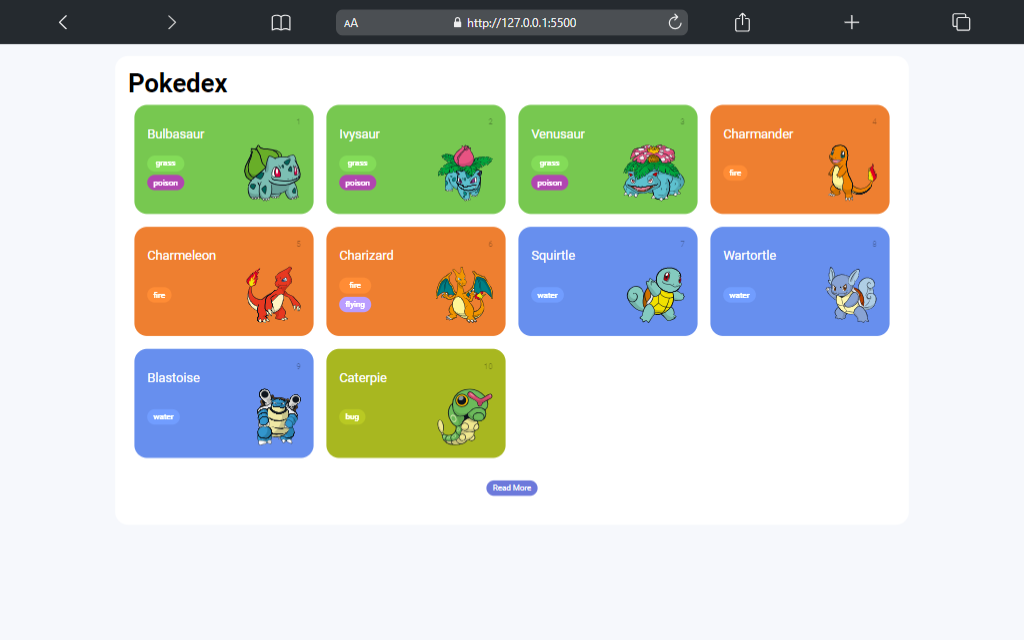 AA
http://127.0.0.1:5500
Pokedex
1
Bulbasaur
grass
poison
2
Ivysaur
grass
poison
3
Venusaur
grass
poison
4
Charmander
fire
5
Charmeleon
fire
6
Charizard
fire
flying
7
Squirtle
water
8
Wartortle
water
9
Blastoise
water
10
Caterpie
bug
Read More